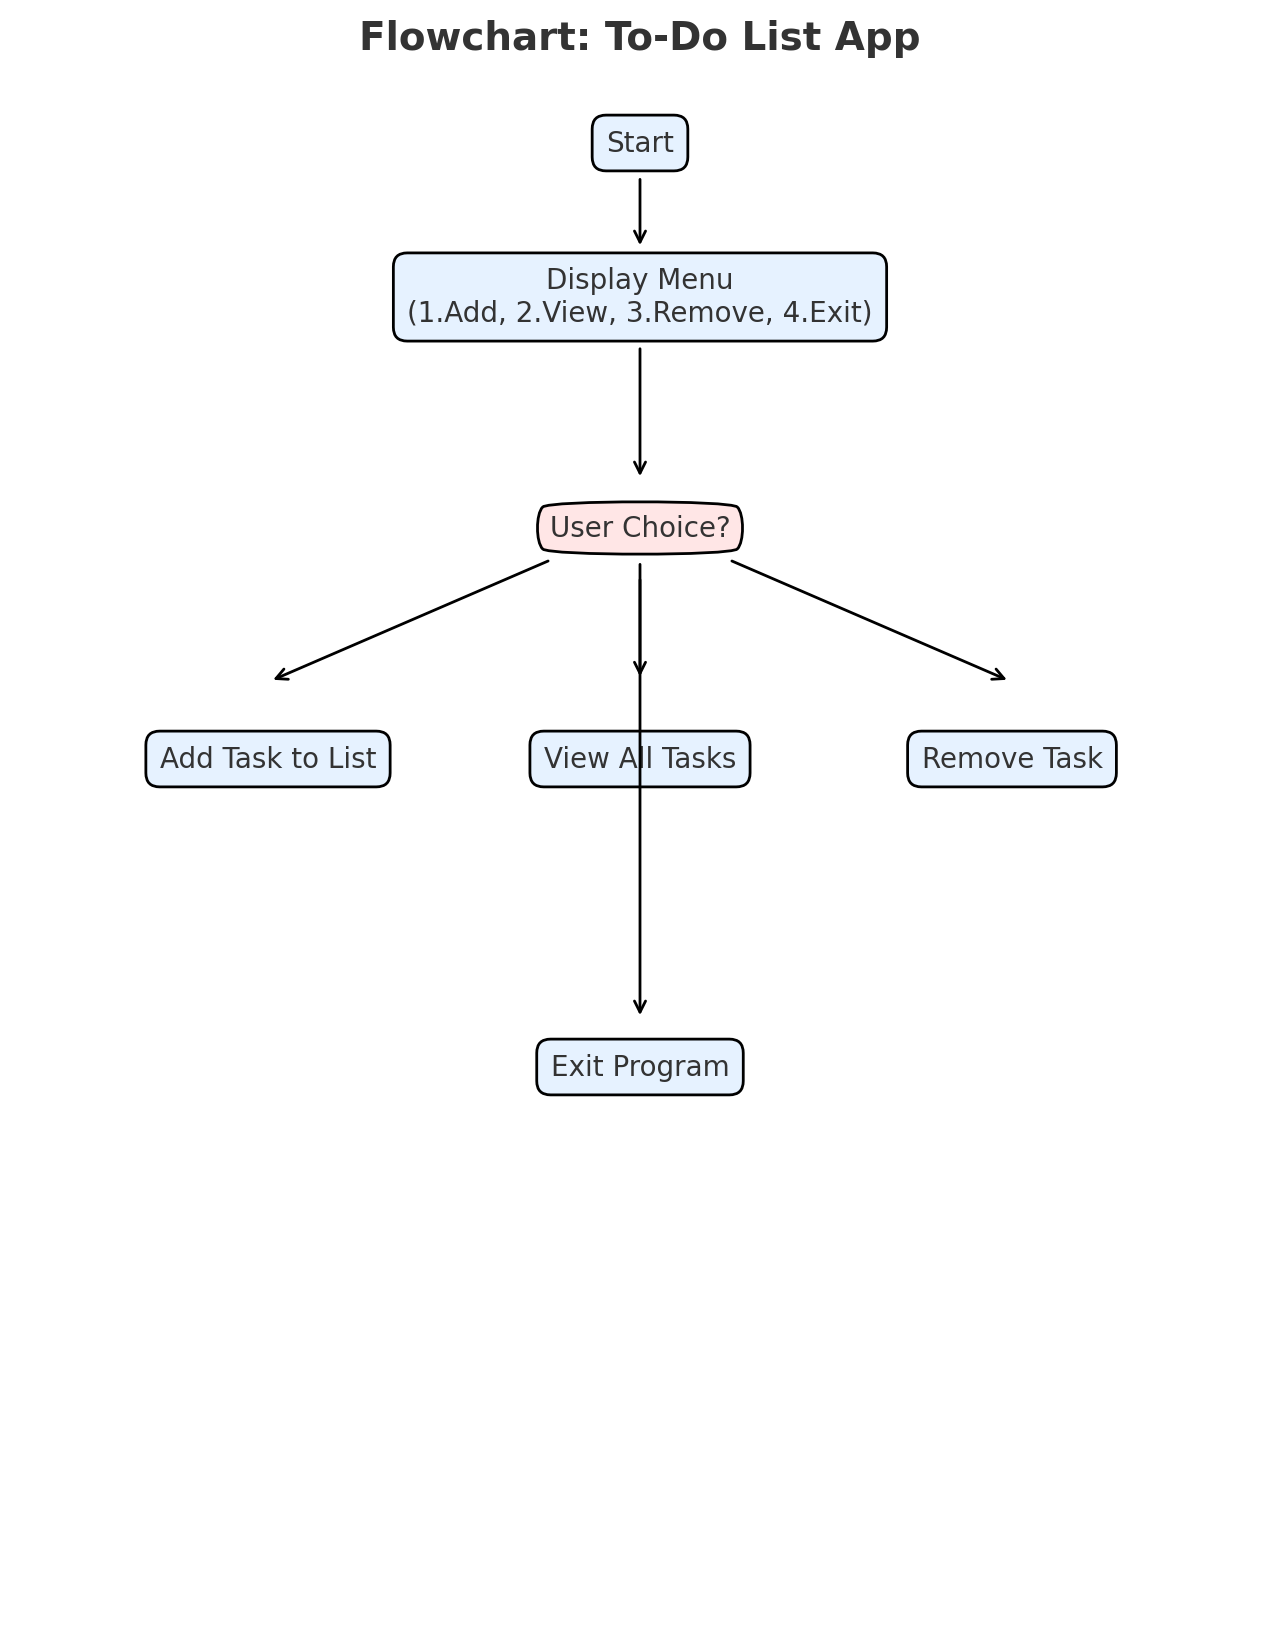 Flowchart: To-Do List App
Start
Display Menu
(1.Add, 2.View, 3.Remove, 4.Exit)
User Choice?
Add Task to List
View All Tasks
Remove Task
Exit Program